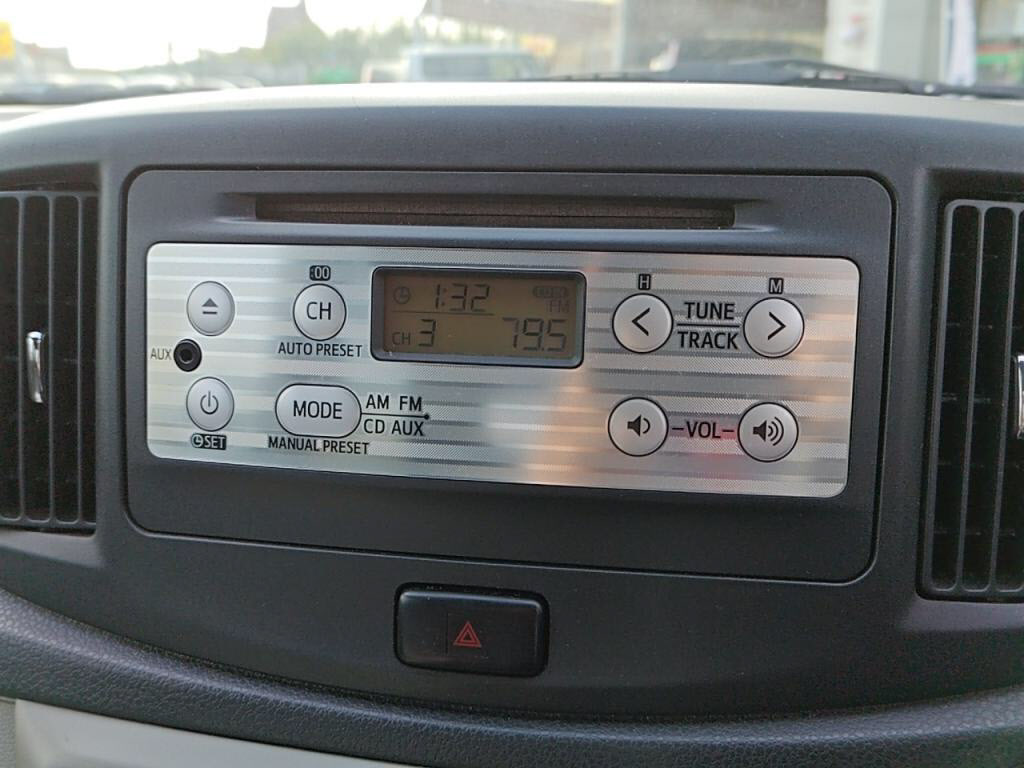 :00
H
M
CH
1:32
FM
CH 3 79.5
TUNE
TRACK
AUTO PRESET
AUX
MODE
AM FM
CD AUX
-VOL-
SET
MANUAL PRESET